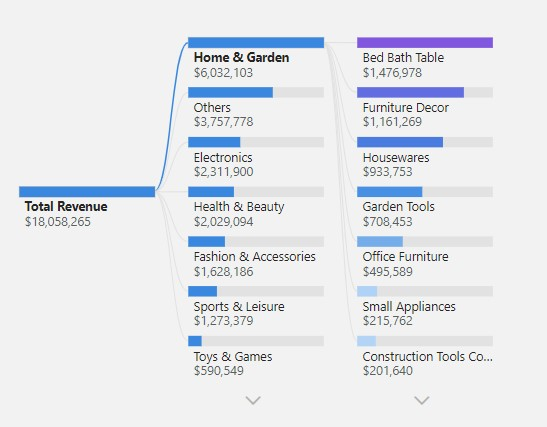 Total Revenue
$18,058,265
Home & Garden
$6,032,103
Others
$3,757,778
Electronics
$2,311,900
Health & Beauty
$2,029,094
Fashion & Accessories
$1,628,186
Sports & Leisure
$1,273,379
Toys & Games
$590,549
Bed Bath Table
$1,476,978
Furniture Decor
$1,161,269
Housewares
$933,753
Garden Tools
$708,453
Office Furniture
$495,589
Small Appliances
$215,762
Construction Tools Co...
$201,640